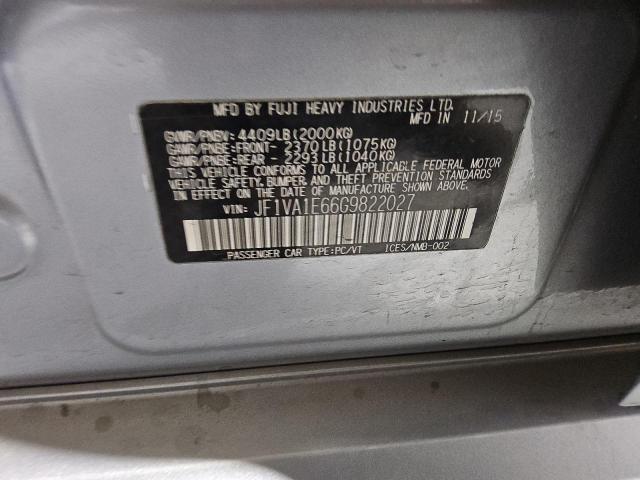 MFD BY FUJI HEAVY INDUSTRIES LTD.
MFD IN 11/15
GVWR/PNBV: 4409LB(2000KG)
GAWR/PNBE:FRONT- 2370LB(1075KG)
GAWR/PNBE:REAR - 2293LB(1040KG)
THIS VEHICLE CONFORMS TO ALL APPLICABLE FEDERAL MOTOR
VEHICLE SAFETY, BUMPER, AND THEFT PREVENTION STANDARDS
IN EFFECT ON THE DATE OF MANUFACTURE SHOWN ABOVE.
VIN: JF1VA1E66G9822027
PASSENGER CAR TYPE:PC/VT ICES/NMB-002